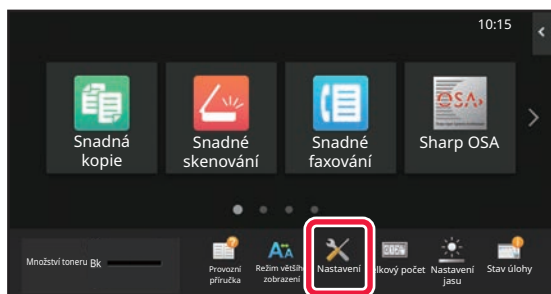 10:15
Snadná
kopie
Snadné
skenování
Snadné
faxování
OSA
Sharp OSA
Množství toneru Bk
Provozní
příručka
Režim většího
zobrazení
Nastavení
lkový počet
Nastavení
jasu
Stav úlohy